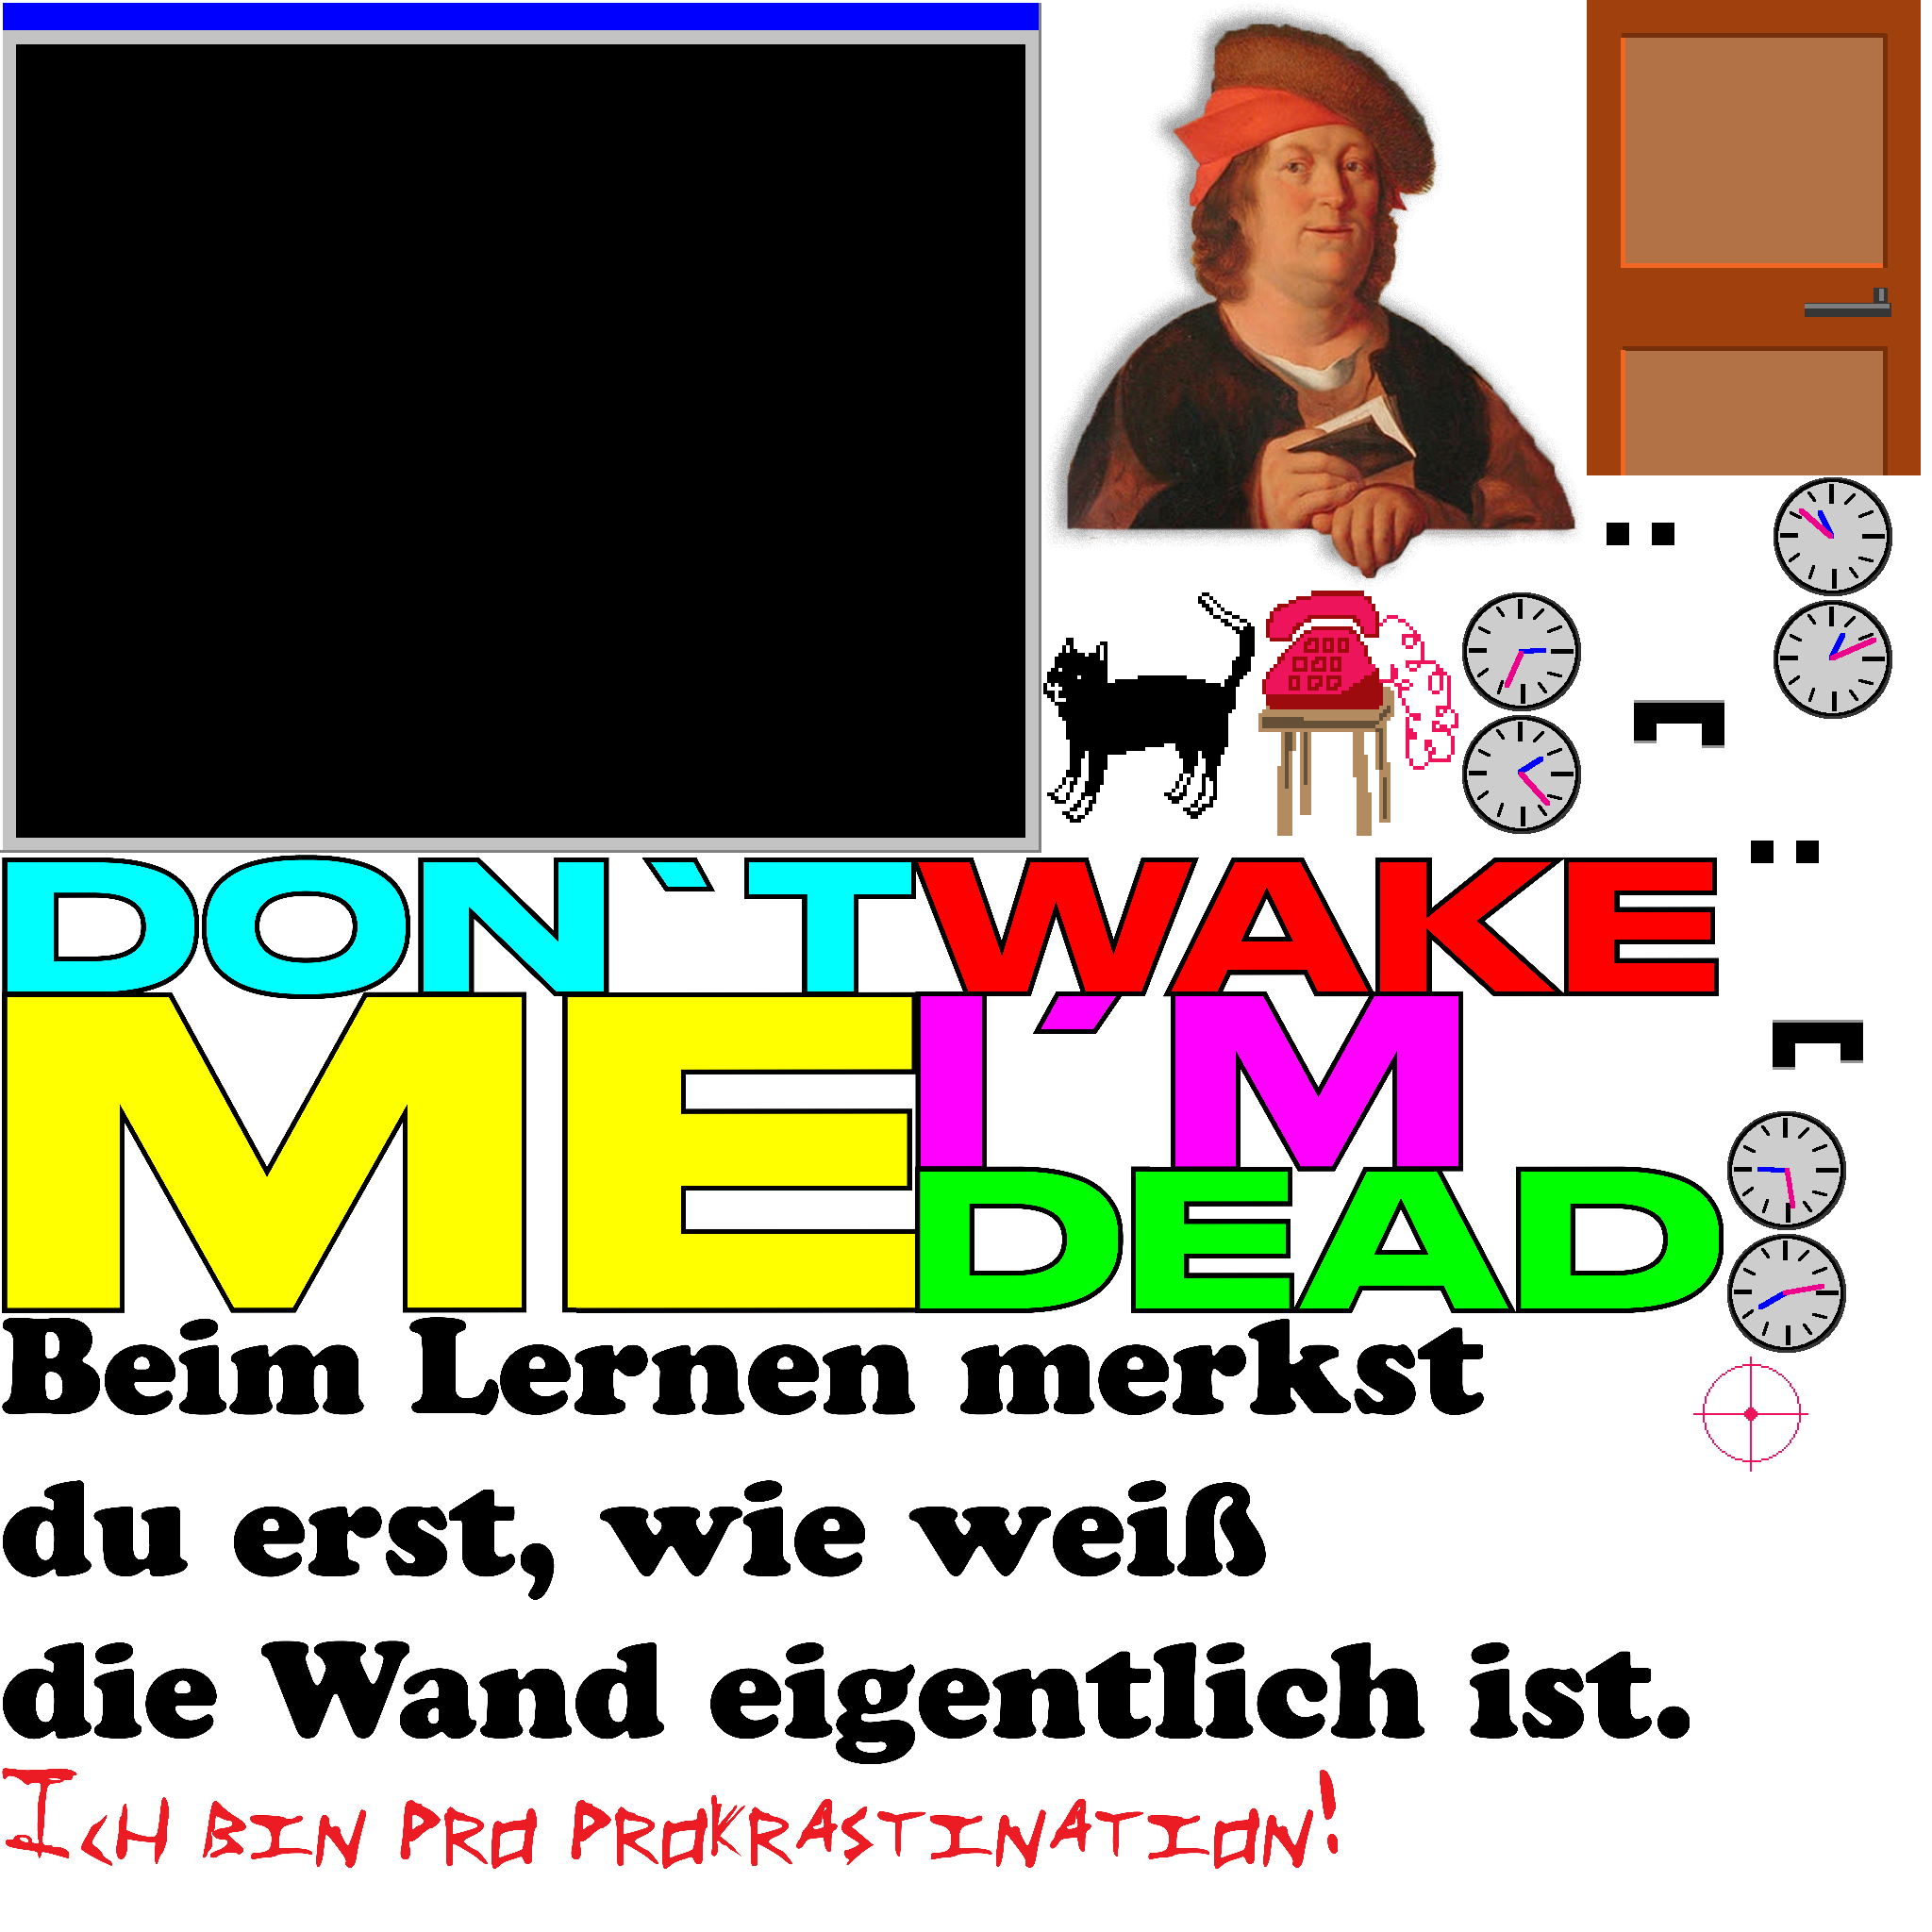 DON`T WAKE
ME I´M
DEAD
Beim Lernen merkst
du erst, wie weiß
die Wand eigentlich ist.
ICH BIN PRO PROKRASTINATION!